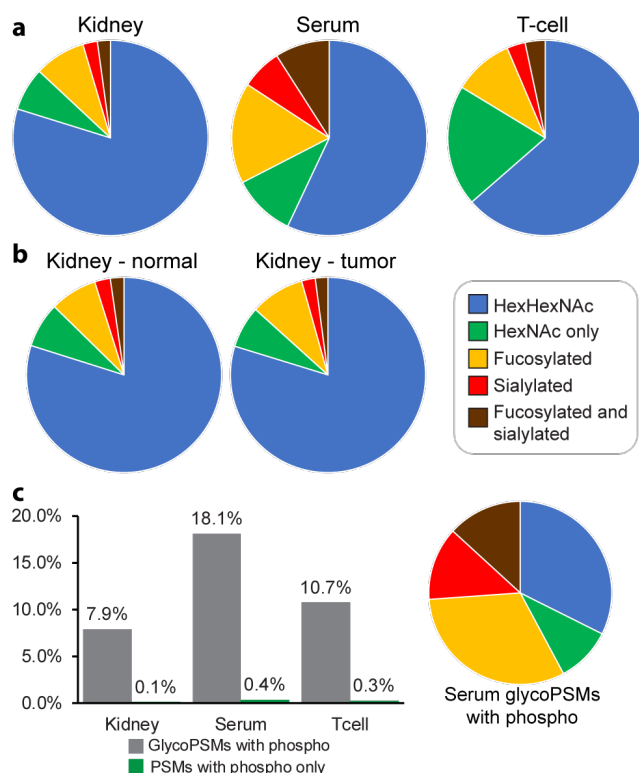 a
Kidney
Serum
T-cell
b
Kidney - normal
Kidney - tumor
HexHexNAc
HexNAc only
Fucosylated
Sialylated
Fucosylated and
sialylated
c
20.0%
15.0%
10.0%
5.0%
0.0%
7.9%
0.1%
18.1%
0.4%
10.7%
0.3%
Kidney
Serum
Tcell
GlycoPSMs with phospho
PSMs with phospho only
Serum glycoPSMs
with phospho